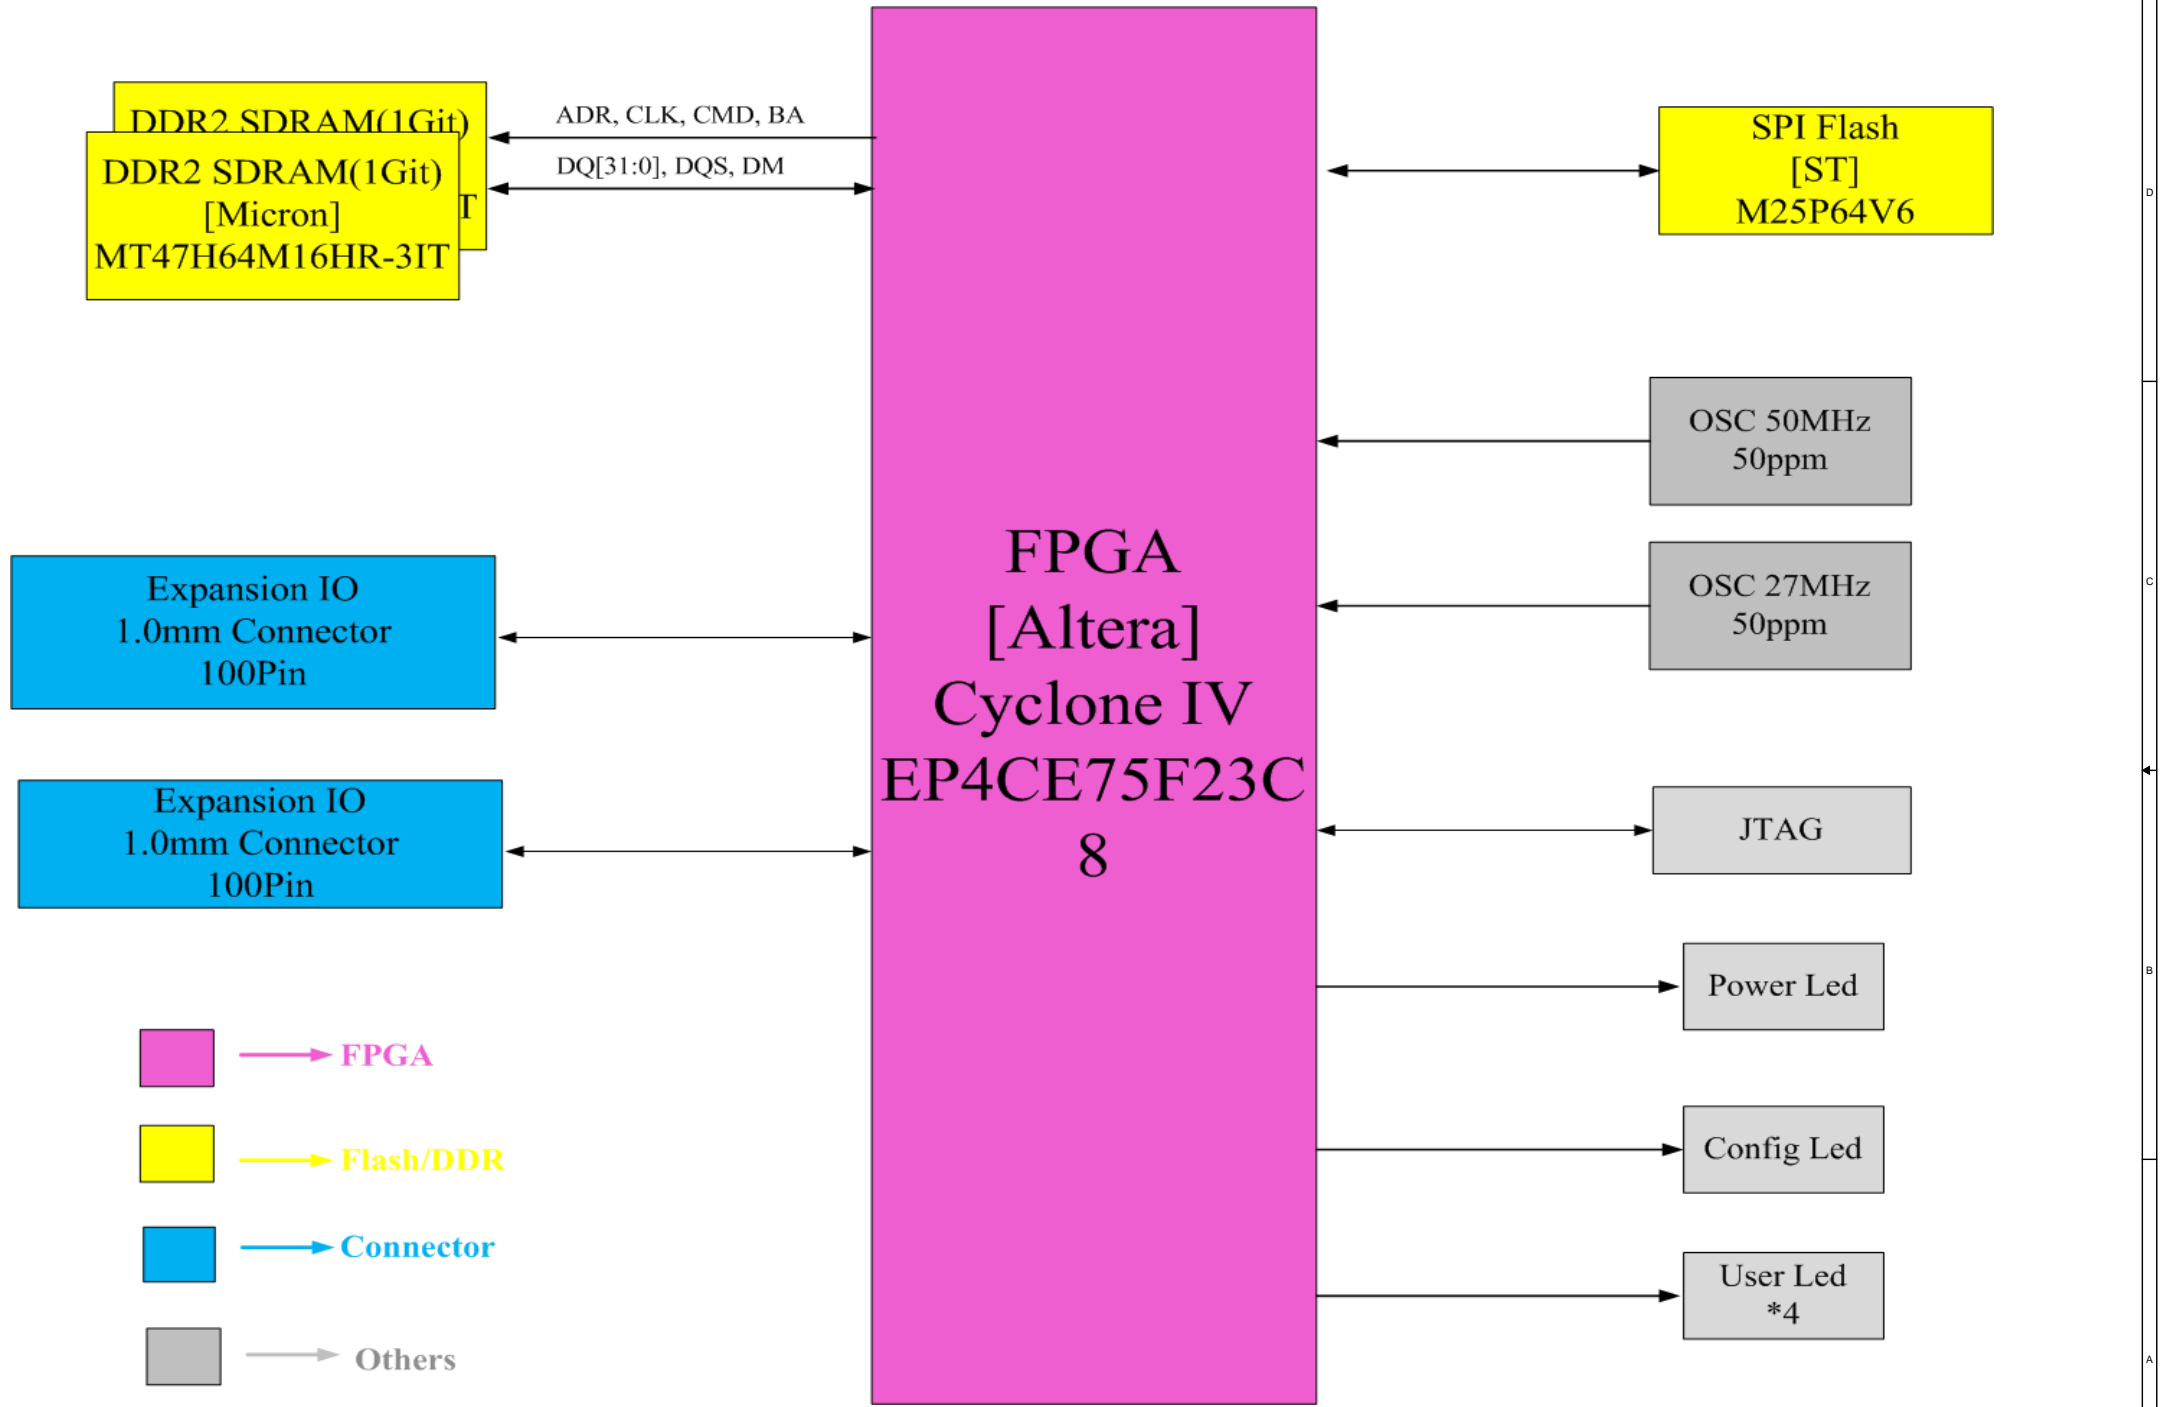 DDR2 SDRAM(1Git)
T
DDR2 SDRAM(1Git)
[Micron]
MT47H64M16HR-3IT
ADR, CLK, CMD, BA
DQ[31:0], DQS, DM
Expansion IO
1.0mm Connector
100Pin
Expansion IO
1.0mm Connector
100Pin
FPGA
Flash/DDR
Connector
Others
FPGA
[Altera]
Cyclone IV
EP4CE75F23C
8
SPI Flash
[ST]
M25P64V6
OSC 50MHz
50ppm
OSC 27MHz
50ppm
JTAG
Power Led
Config Led
User Led
*4
D
C
B
A